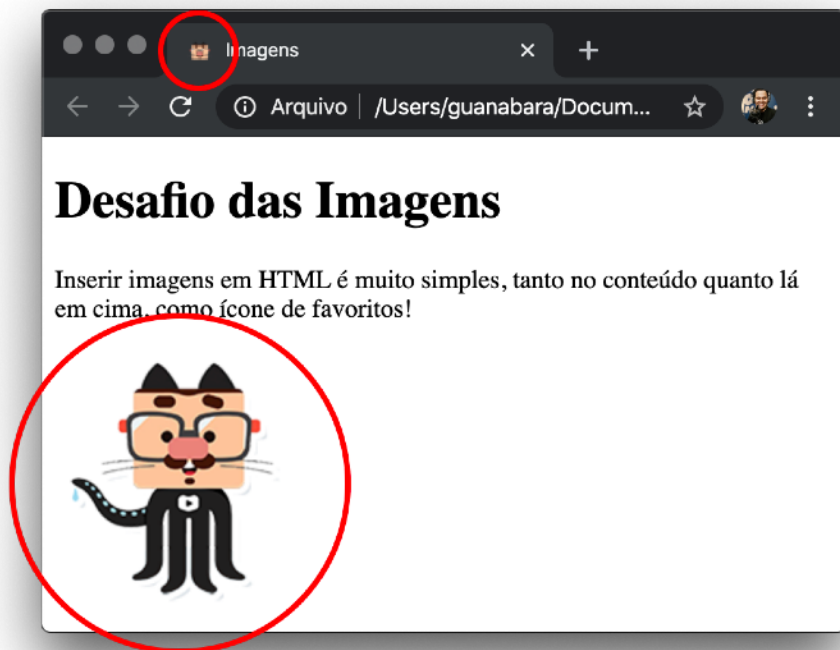 Imagens
Arquivo /Users/guanabara/Docum...
Desafio das Imagens
Inserir imagens em HTML é muito simples, tanto no conteúdo quanto lá
em cima, como ícone de favoritos!